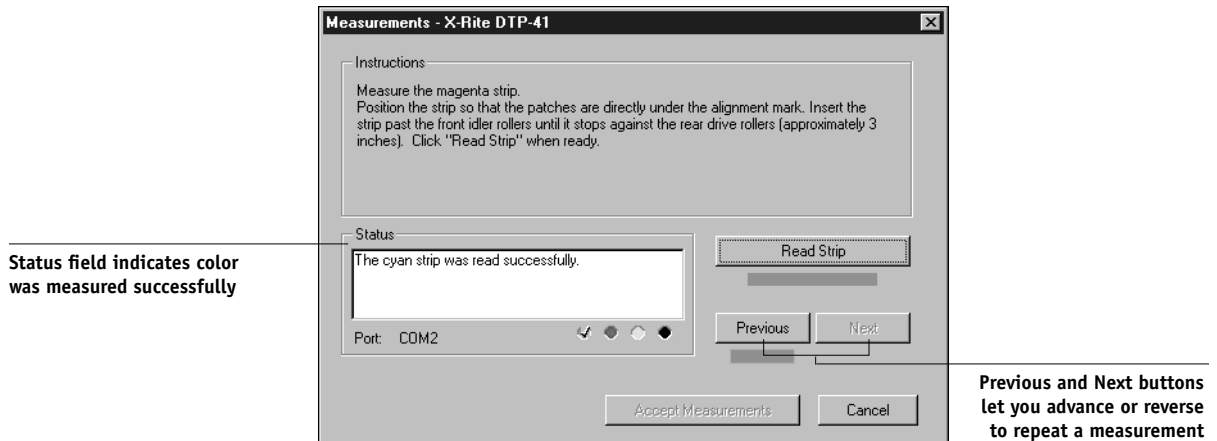 Measurements - X-Rite DTP-41
Instructions
Measure the magenta strip.
Position the strip so that the patches are directly under the alignment mark. Insert the
strip past the front idler rollers until it stops against the rear drive rollers (approximately 3
inches). Click "Read Strip" when ready.
Status
The cyan strip was read successfully.
Read Strip
Status field indicates color
was measured successfully
Port: COM2
Previous
Next
Accept Measurements
Cancel
Previous and Next buttons
let you advance or reverse
to repeat a measurement